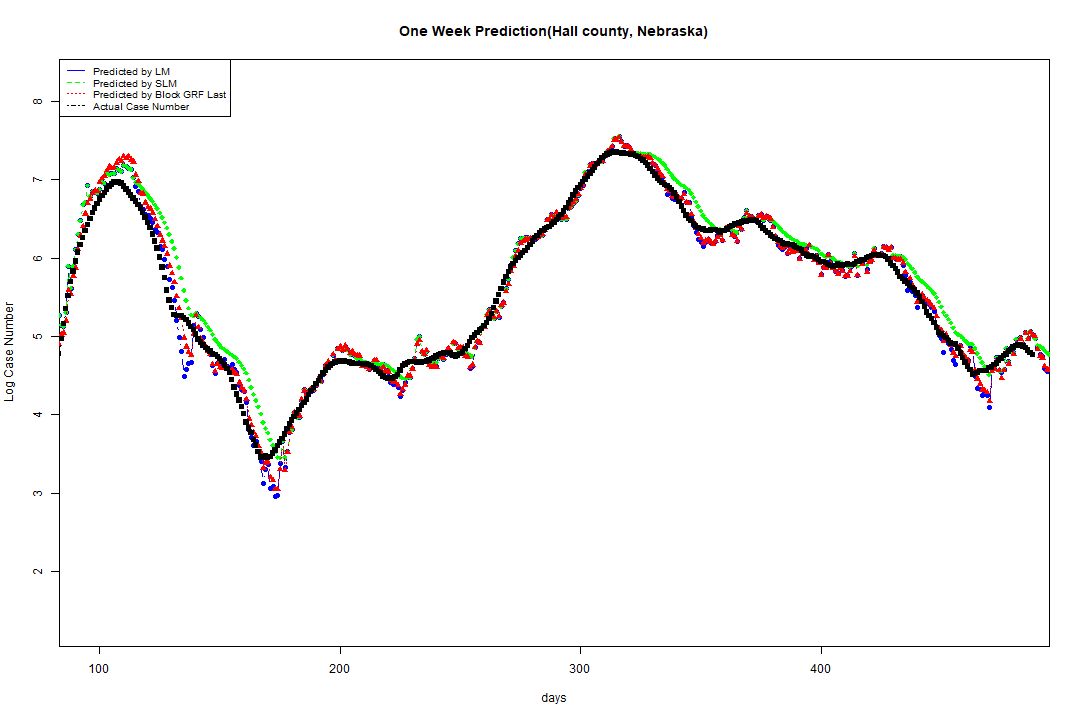 One Week Prediction(Hall county, Nebraska)
Predicted by LM
Predicted by SLM
Predicted by Block GRF Last
Actual Case Number
8
7
6
5
4
3
2
Log Case Number
100 200 300 400
days